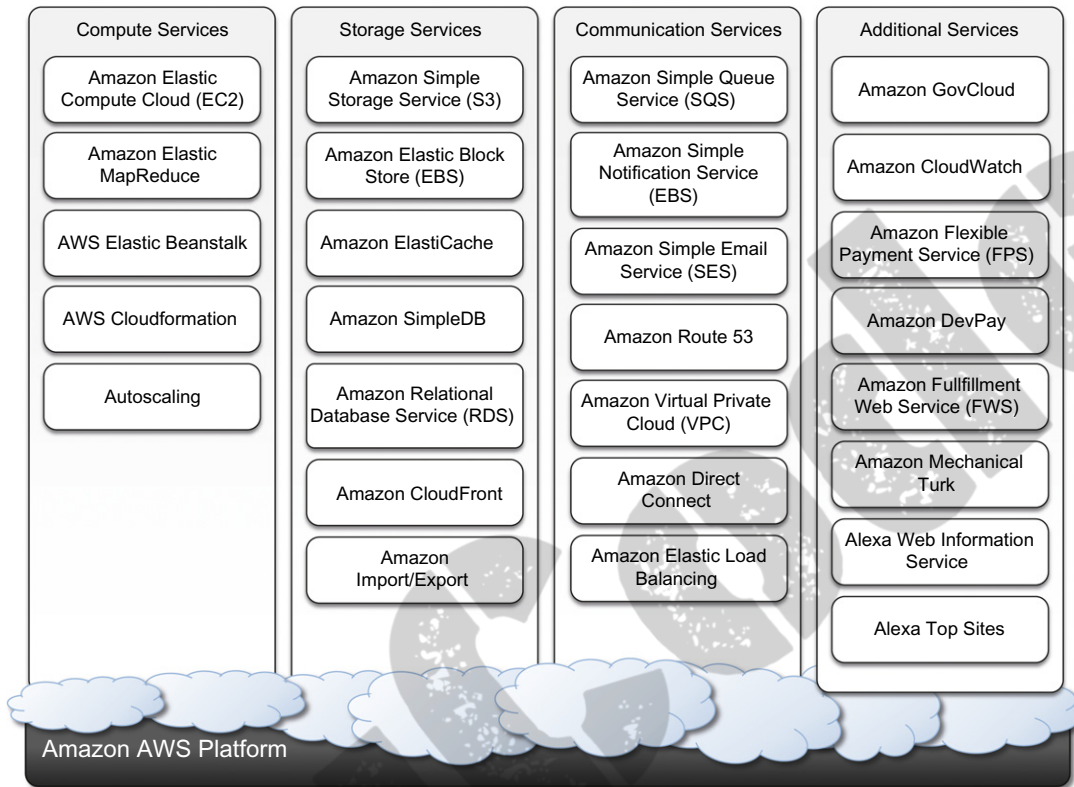 Compute Services
Amazon Elastic
Compute Cloud (EC2)
Amazon Elastic
MapReduce
AWS Elastic Beanstalk
AWS Cloudformation
Autoscaling
Storage Services
Amazon Simple
Storage Service (S3)
Amazon Elastic Block
Store (EBS)
Amazon ElastiCache
Amazon SimpleDB
Amazon Relational
Database Service (RDS)
Amazon CloudFront
Amazon
Import/Export
Communication Services
Amazon Simple Queue
Service (SQS)
Amazon Simple
Notification Service
(EBS)
Amazon Simple Email
Service (SES)
Amazon Route 53
Amazon Virtual Private
Cloud (VPC)
Amazon Direct
Connect
Amazon Elastic Load
Balancing
Additional Services
Amazon GovCloud
Amazon CloudWatch
Amazon Flexible
Payment Service (FPS)
Amazon DevPay
Amazon Fullfillment
Web Service (FWS)
Amazon Mechanical
Turk
Alexa Web Information
Service
Alexa Top Sites
Amazon AWS Platform